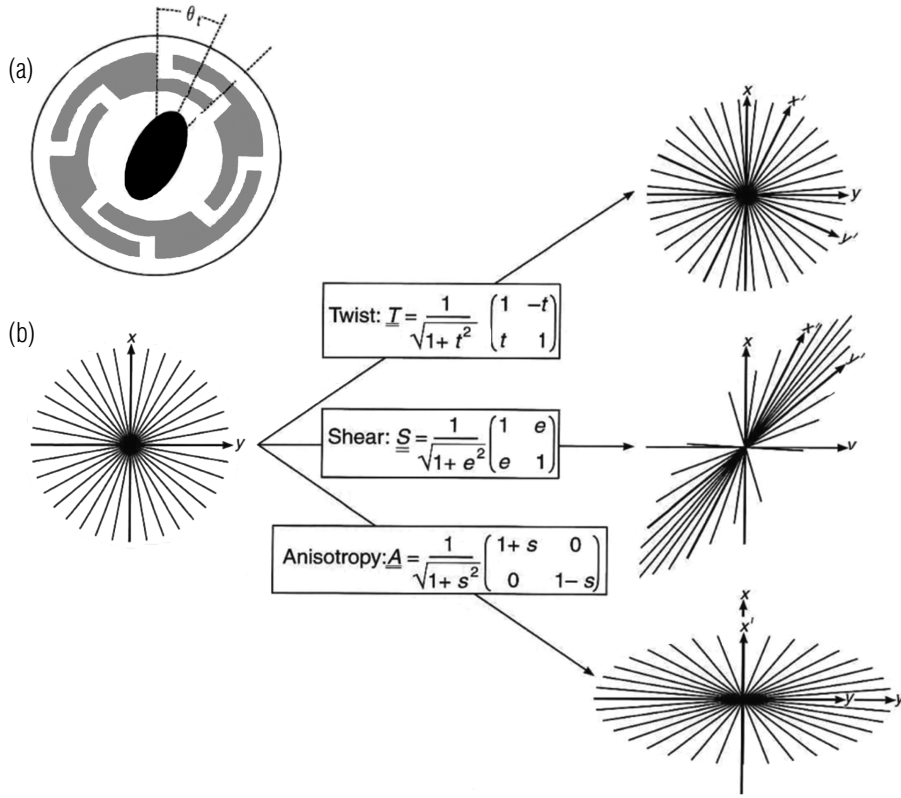 θt
(a)
x
x'
y
y'
Twist: T = 1/√1+ t² (1 −t
t 1)
(b)
x
y
x
x'
y'
v
Shear: S = 1/√1+ e² (1 e
e 1)
Anisotropy: A = 1/√1+ s² (1+ s 0
0 1− s)
x
x'
y
y